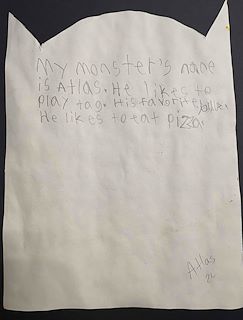 My monster's name
is Atlas. He likes to
play tag. His favorite
He likes to eat pizza.
Atlas